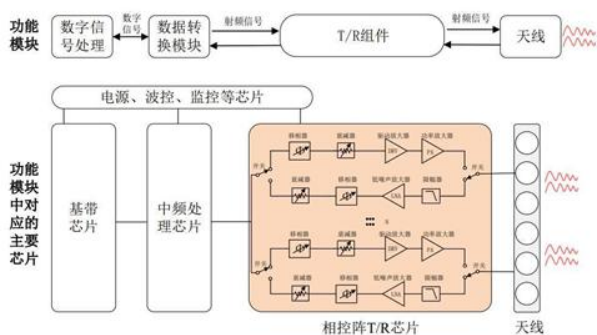 功能
模块
数字信
号处理
数字
信号
数据转
换模块
射频信号
T/R组件
射频信号
天线
电源、波控、监控等芯片
功能
模块
中对
应的
主要
芯片
基带
芯片
中频处
理芯片
移相器
衰减器
驱动放大器
功率放大器
开关
DRV
PA
开关
衰减器
移相器
低噪声放大器
限幅器
LNA
移相器
衰减器
驱动放大器
功率放大器
开关
DRV
PA
开关
衰减器
移相器
低噪声放大器
限幅器
LNA
相控阵T/R芯片
天线